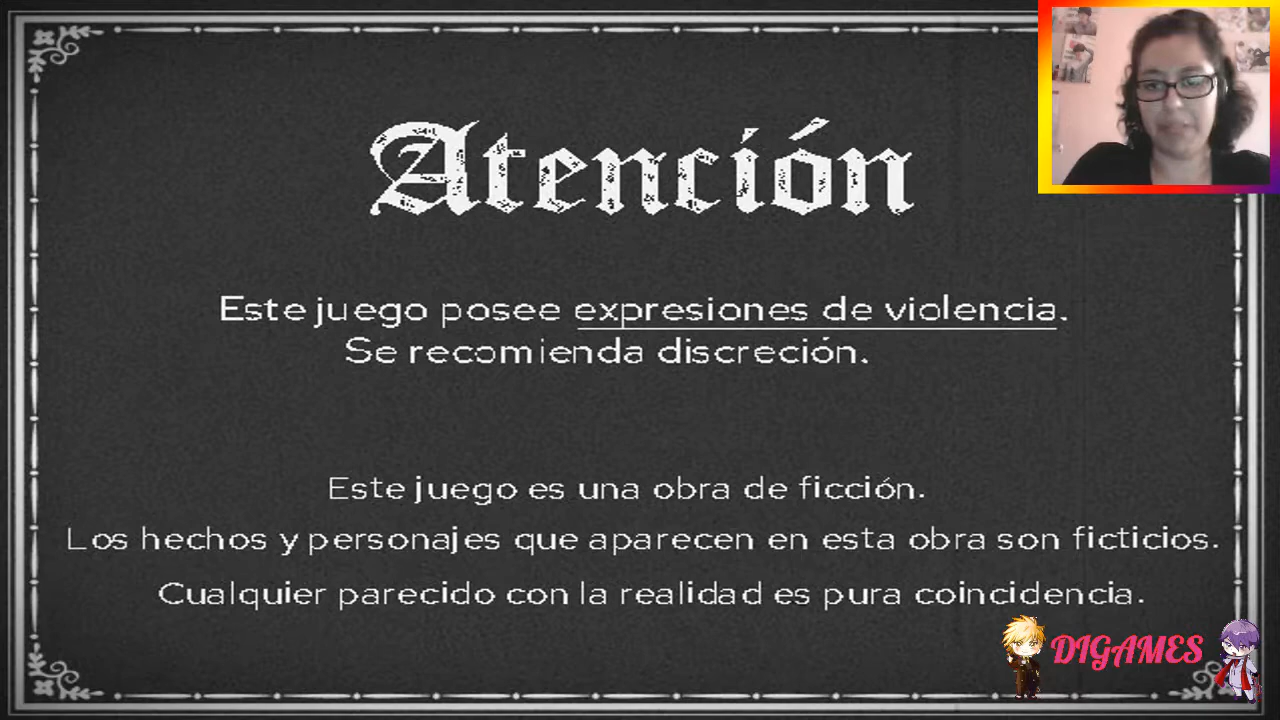 Atención
Este juego posee expresiones de violencia.
Se recomienda discreción.
Este juego es una obra de ficción.
Los hechos y personajes que aparecen en esta obra son ficticios.
Cualquier parecido con la realidad es pura coincidencia.
DIGAMES